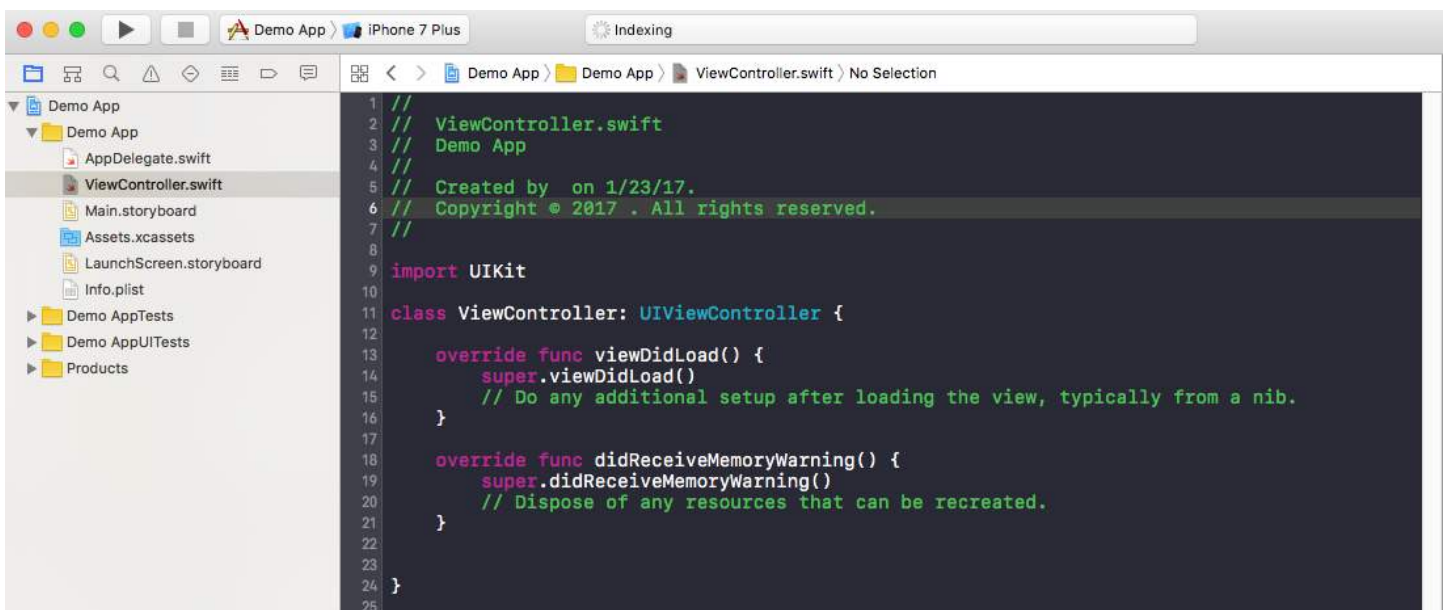 Demo App 〉 iPhone 7 Plus
Indexing
Demo App 〉 Demo App 〉 ViewController.swift 〉 No Selection
Demo App
Demo App
AppDelegate.swift
ViewController.swift
Main.storyboard
Assets.xcassets
LaunchScreen.storyboard
Info.plist
Demo AppTests
Demo AppUITests
Products
1 //
2 //  ViewController.swift
3 //  Demo App
4 //
5 //  Created by  on 1/23/17.
6 //  Copyright © 2017 . All rights reserved.
7 //
8
9 import UIKit
10
11 class ViewController: UIViewController {
12
13     override func viewDidLoad() {
14         super.viewDidLoad()
15         // Do any additional setup after loading the view, typically from a nib.
16     }
17
18     override func didReceiveMemoryWarning() {
19         super.didReceiveMemoryWarning()
20         // Dispose of any resources that can be recreated.
21     }
22
23
24 }
25